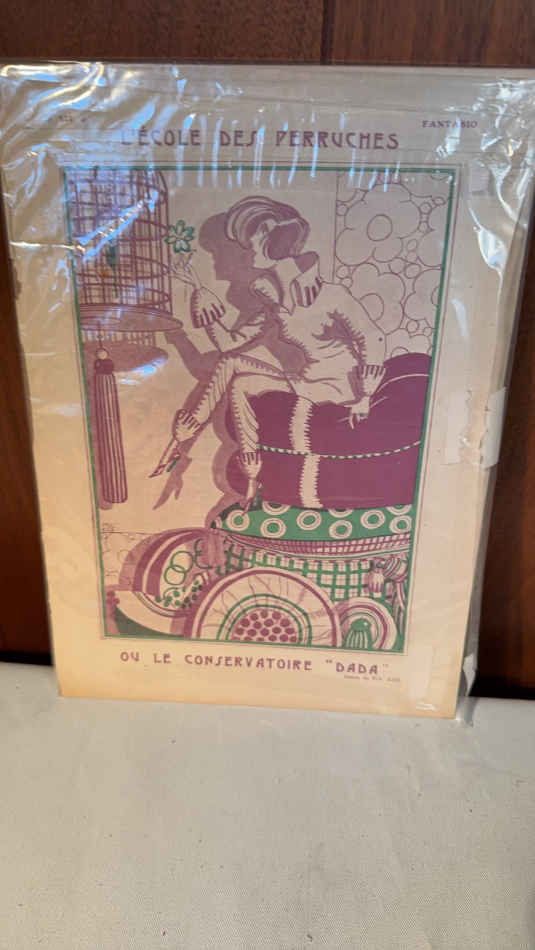 FANTASIO
L'ÉCOLE DES PERRUCHES
OU LE CONSERVATOIRE "DADA"